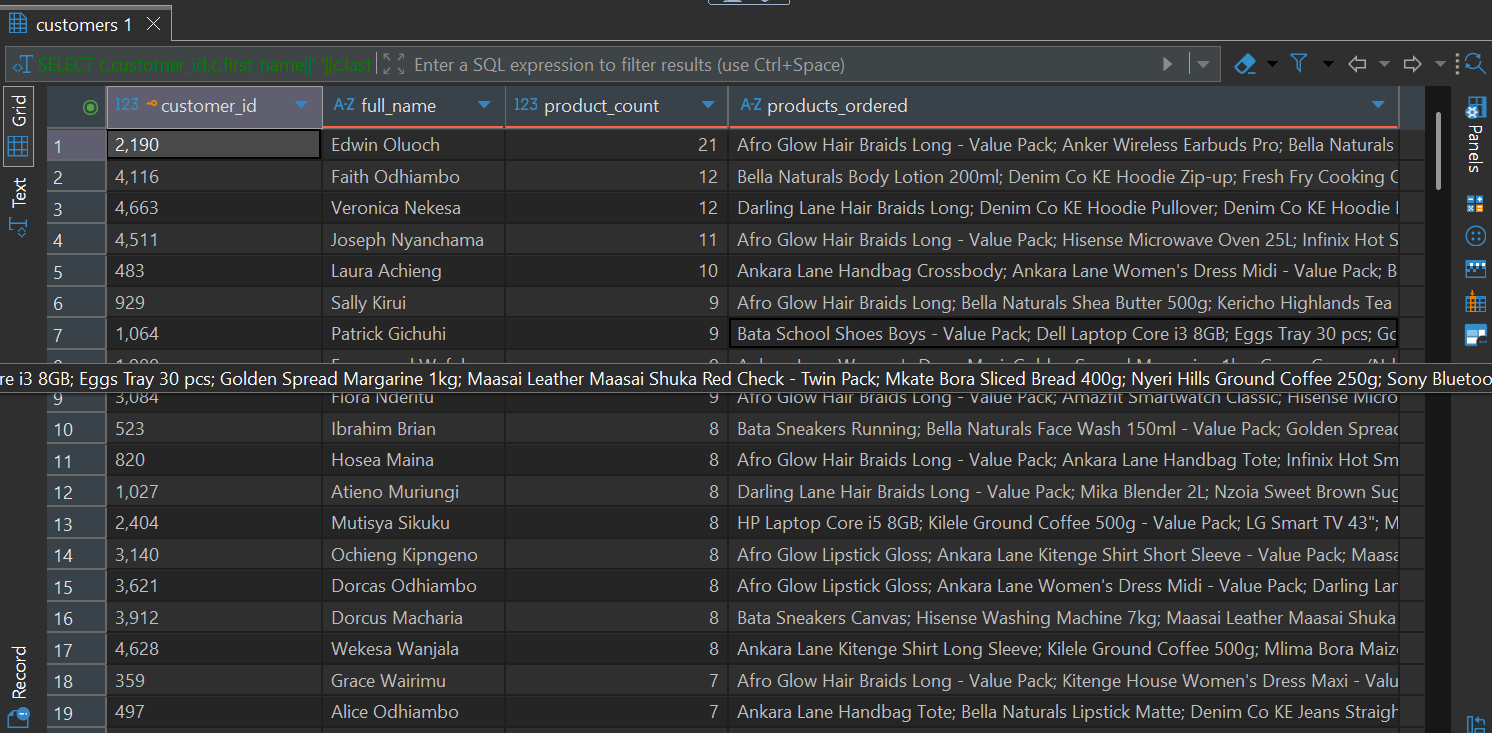 customers 1
SELECT c.customer_id,c.first_name||' '||c.last
Enter a SQL expression to filter results (use Ctrl+Space)
Grid
Text
Record
Panels
123 customer_id A-Z full_name 123 product_count A-Z products_ordered
1 2,190 Edwin Oluoch 21 Afro Glow Hair Braids Long - Value Pack; Anker Wireless Earbuds Pro; Bella Naturals
2 4,116 Faith Odhiambo 12 Bella Naturals Body Lotion 200ml; Denim Co KE Hoodie Zip-up; Fresh Fry Cooking
3 4,663 Veronica Nekesa 12 Darling Lane Hair Braids Long; Denim Co KE Hoodie Pullover; Denim Co KE Hoodie
4 4,511 Joseph Nyanchama 11 Afro Glow Hair Braids Long - Value Pack; Hisense Microwave Oven 25L; Infinix Hot S
5 483 Laura Achieng 10 Ankara Lane Handbag Crossbody; Ankara Lane Women's Dress Midi - Value Pack; B
6 929 Sally Kirui 9 Afro Glow Hair Braids Long; Bella Naturals Shea Butter 500g; Kericho Highlands Tea
7 1,064 Patrick Gichuhi 9 Bata School Shoes Boys - Value Pack; Dell Laptop Core i3 8GB; Eggs Tray 30 pcs; Go
re i3 8GB; Eggs Tray 30 pcs; Golden Spread Margarine 1kg; Maasai Leather Maasai Shuka Red Check - Twin Pack; Mkate Bora Sliced Bread 400g; Nyeri Hills Ground Coffee 250g; Sony Bluetoo
9 3,084 Flora Nderitu 9 Afro Glow Hair Braids Long - Value Pack; Amazfit Smartwatch Classic; Hisense Micro
10 523 Ibrahim Brian 8 Bata Sneakers Running; Bella Naturals Face Wash 150ml - Value Pack; Golden Spread
11 820 Hosea Maina 8 Afro Glow Hair Braids Long - Value Pack; Ankara Lane Handbag Tote; Infinix Hot Sm
12 1,027 Atieno Muriungi 8 Darling Lane Hair Braids Long - Value Pack; Mika Blender 2L; Nzoia Sweet Brown Sug
13 2,404 Mutisya Sikuku 8 HP Laptop Core i5 8GB; Kilele Ground Coffee 500g - Value Pack; LG Smart TV 43"; M
14 3,140 Ochieng Kipngeno 8 Afro Glow Lipstick Gloss; Ankara Lane Kitenge Shirt Short Sleeve - Value Pack; Maasa
15 3,621 Dorcas Odhiambo 8 Afro Glow Lipstick Gloss; Ankara Lane Women's Dress Midi - Value Pack; Darling Lan
16 3,912 Dorcus Macharia 8 Bata Sneakers Canvas; Hisense Washing Machine 7kg; Maasai Leather Maasai Shuka
17 4,628 Wekesa Wanjala 8 Ankara Lane Kitenge Shirt Long Sleeve; Kilele Ground Coffee 500g; Mlima Bora Maiz
18 359 Grace Wairimu 7 Afro Glow Hair Braids Long - Value Pack; Kitenge House Women's Dress Maxi - Valu
19 497 Alice Odhiambo 7 Ankara Lane Handbag Tote; Bella Naturals Lipstick Matte; Denim Co KE Jeans Straigh